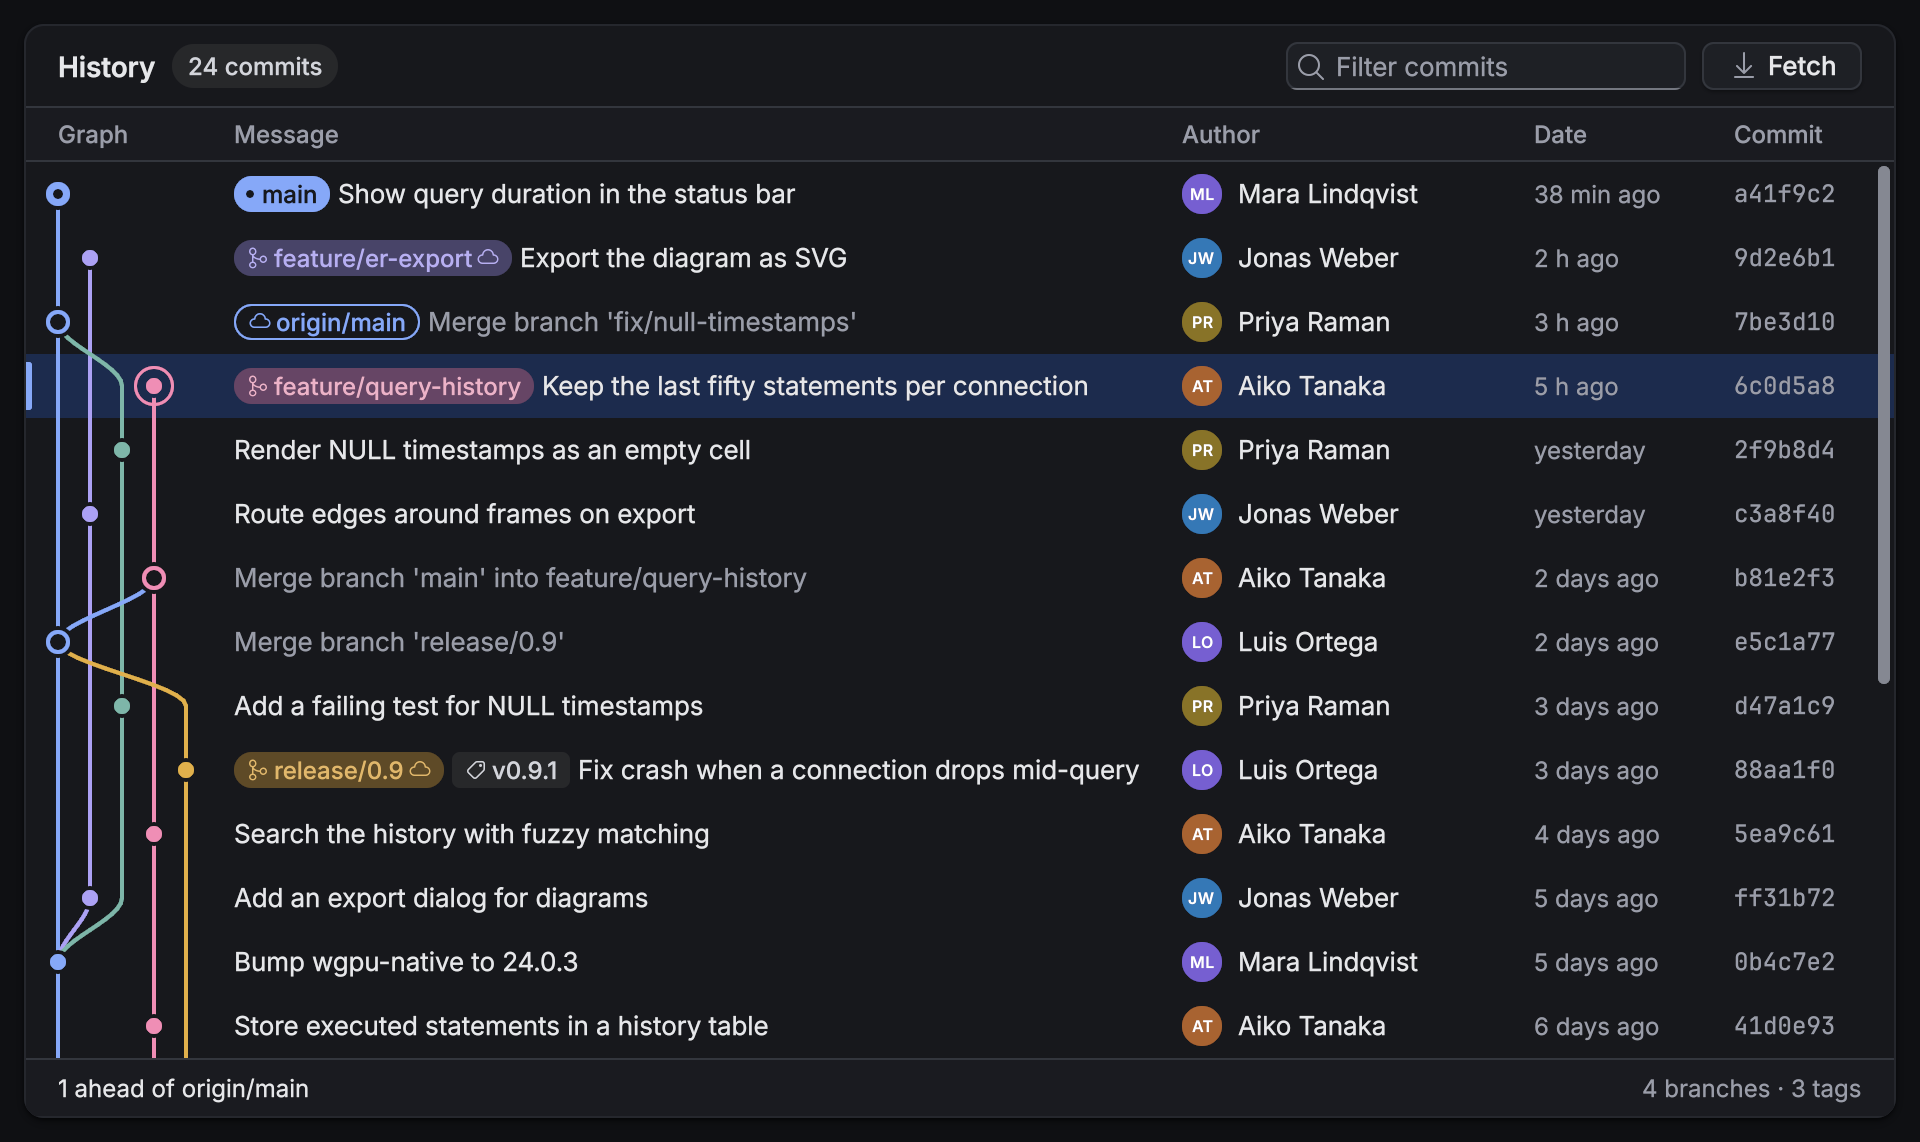 History 24 commits Filter commits Fetch
Graph Message Author Date Commit
main Show query duration in the status bar ML Mara Lindqvist 38 min ago a41f9c2
feature/er-export Export the diagram as SVG JW Jonas Weber 2 h ago 9d2e6b1
origin/main Merge branch 'fix/null-timestamps' PR Priya Raman 3 h ago 7be3d10
feature/query-history Keep the last fifty statements per connection AT Aiko Tanaka 5 h ago 6c0d5a8
Render NULL timestamps as an empty cell PR Priya Raman yesterday 2f9b8d4
Route edges around frames on export JW Jonas Weber yesterday c3a8f40
Merge branch 'main' into feature/query-history AT Aiko Tanaka 2 days ago b81e2f3
Merge branch 'release/0.9' LO Luis Ortega 2 days ago e5c1a77
Add a failing test for NULL timestamps PR Priya Raman 3 days ago d47a1c9
release/0.9 v0.9.1 Fix crash when a connection drops mid-query LO Luis Ortega 3 days ago 88aa1f0
Search the history with fuzzy matching AT Aiko Tanaka 4 days ago 5ea9c61
Add an export dialog for diagrams JW Jonas Weber 5 days ago ff31b72
Bump wgpu-native to 24.0.3 ML Mara Lindqvist 5 days ago 0b4c7e2
Store executed statements in a history table AT Aiko Tanaka 6 days ago 41d0e93
1 ahead of origin/main 4 branches · 3 tags